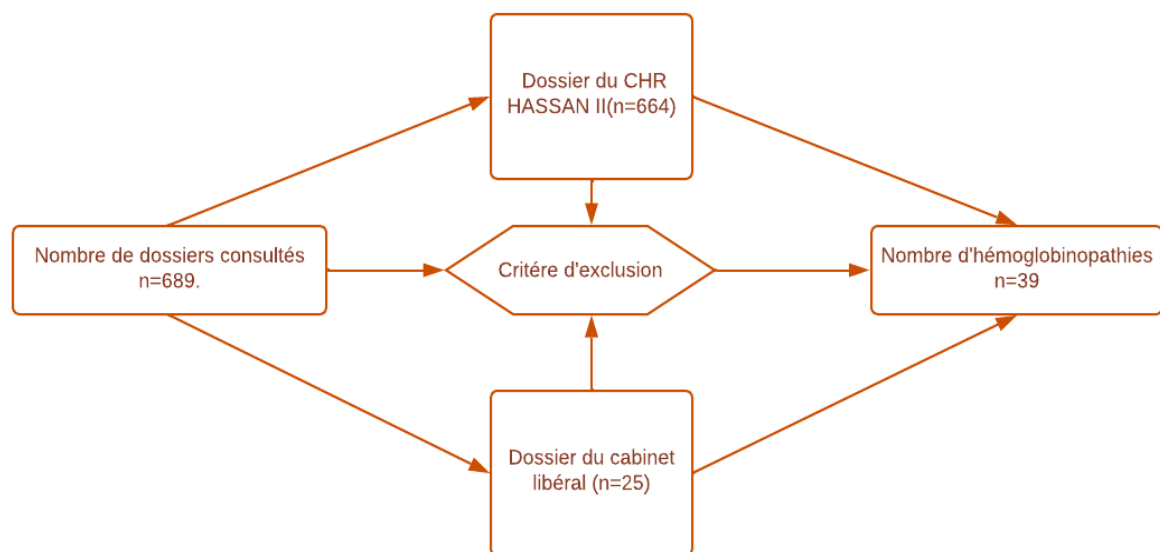 Dossier du CHR
HASSAN II(n=664)
Nombre de dossiers consultés
n=689.
Critére d'exclusion
Nombre d'hémoglobinopathies
n=39
Dossier du cabinet
libéral (n=25)